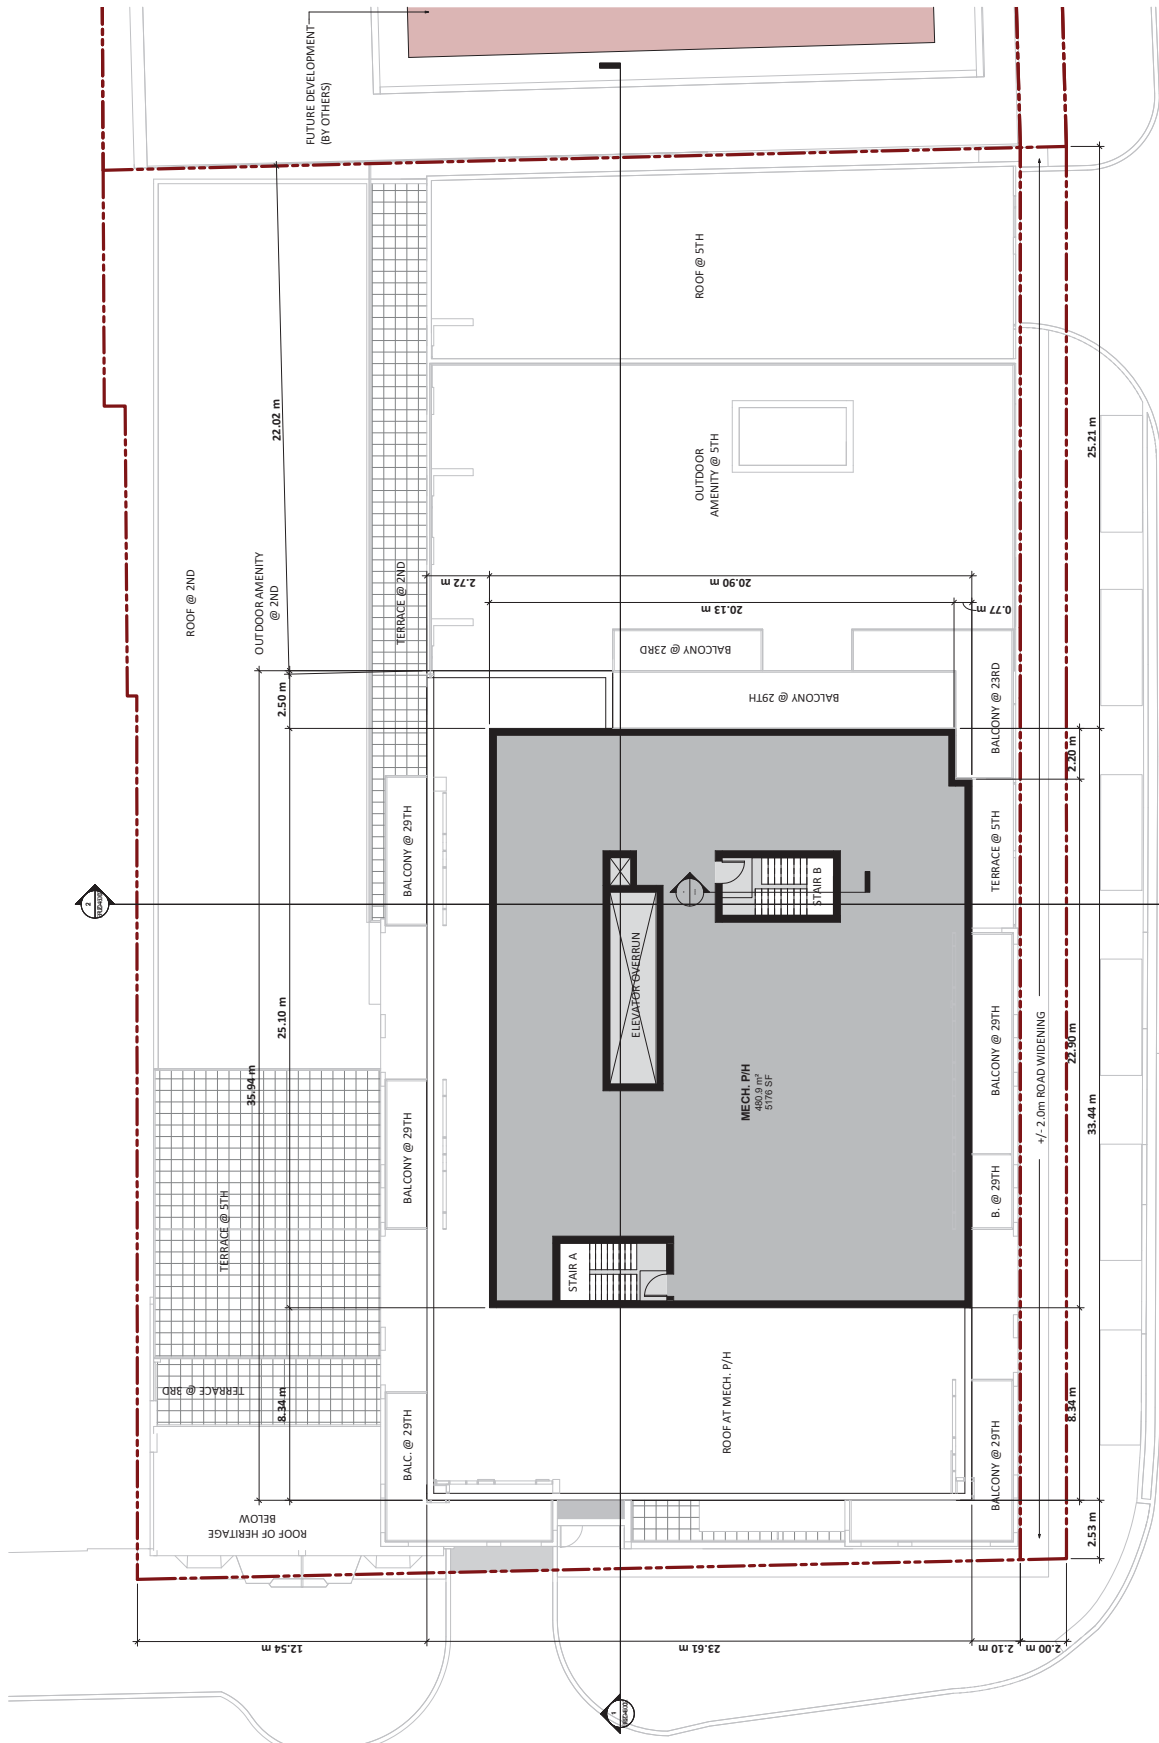 FUTURE DEVELOPMENT
(BY OTHERS)
22.02 m
ROOF @ 5TH
25.21 m
OUTDOOR
AMENITY @ 5TH
ROOF @ 2ND
OUTDOOR AMENITY
@ 2ND
TERRACE @ 2ND
2.72 m
20.90 m
20.13 m
0.77 m
BALCONY @ 23RD
BALCONY @ 29TH
BALCONY @ 23RD
2.50 m
2.20 m
BALCONY @ 29TH
TERRACE @ 5TH
STAIR B
2
ELEVATOR OVERRUN
25.10 m
35.94 m
BALCONY @ 29TH
+/- 2.0m ROAD WIDENING
22.90 m
33.44 m
MECH. P/H
480.9 m²
5176 SF
BALCONY @ 29TH
B. @ 29TH
TERRACE @ 5TH
STAIR A
TERRACE @ 3RD
8.34 m
BALC. @ 29TH
ROOF AT MECH. P/H
BALCONY @ 29TH
8.34 m
ROOF OF HERITAGE
BELOW
2.53 m
12.54 m
23.61 m
2.10 m
2.00 m
1